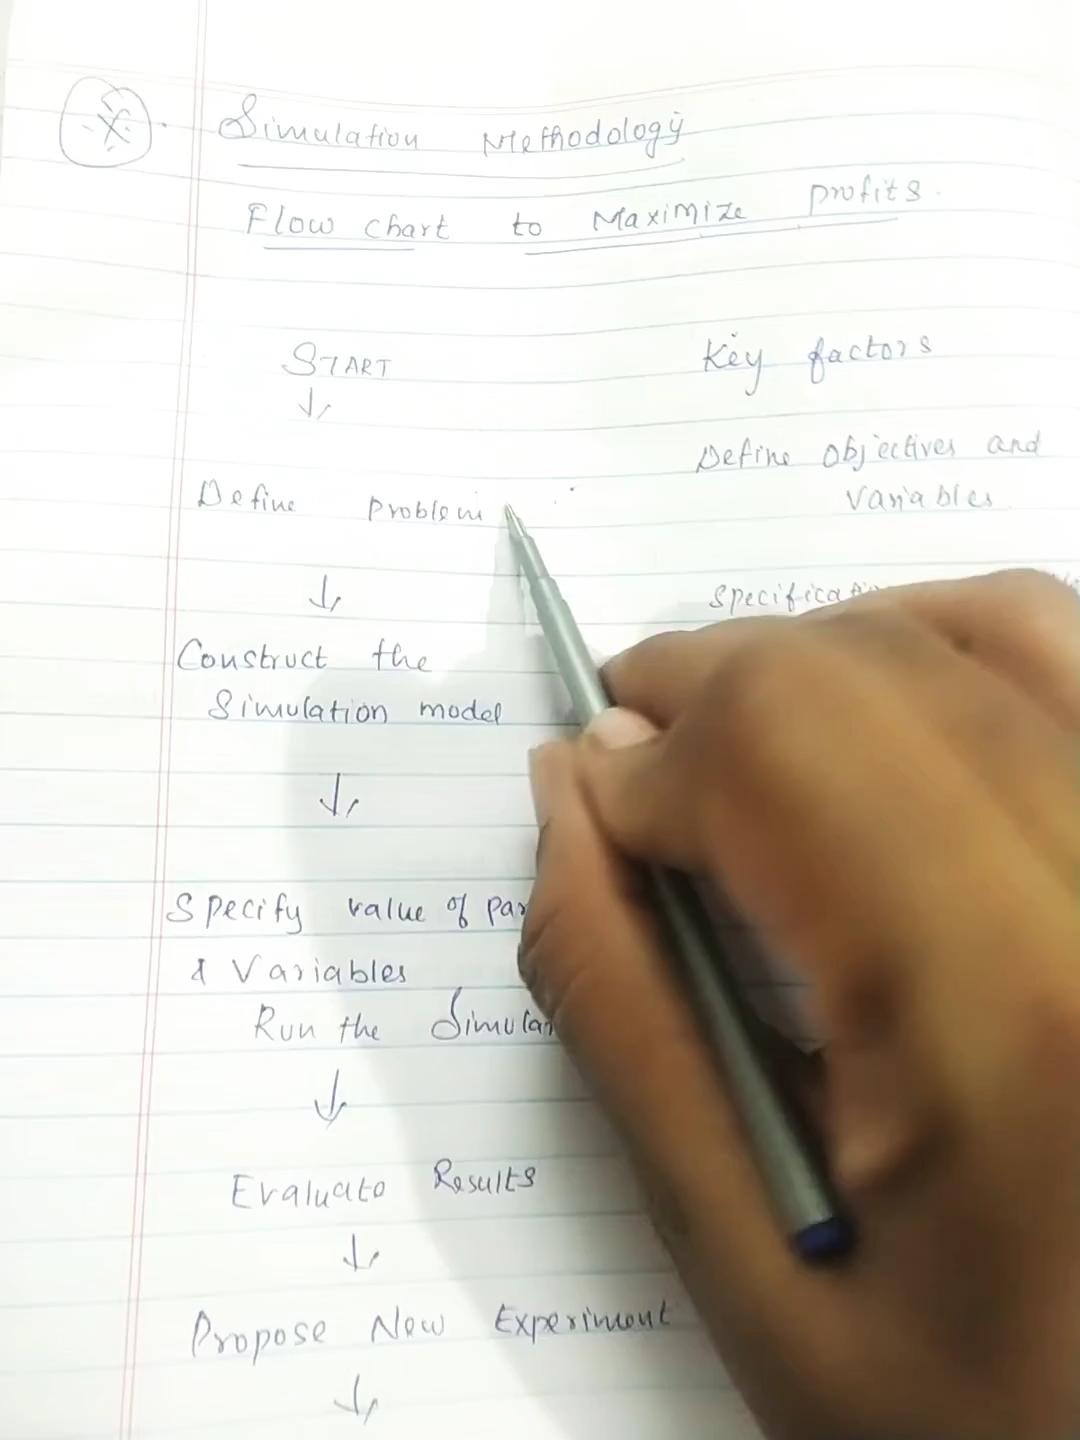 Simulation Methodology
Flow chart to Maximize profits.
START
Key factors
Define objectives and
Variables
Define Problem
Construct the
Simulation model
Specify value of
& Variables
Run the
Evaluate Results
Propose New Experiment